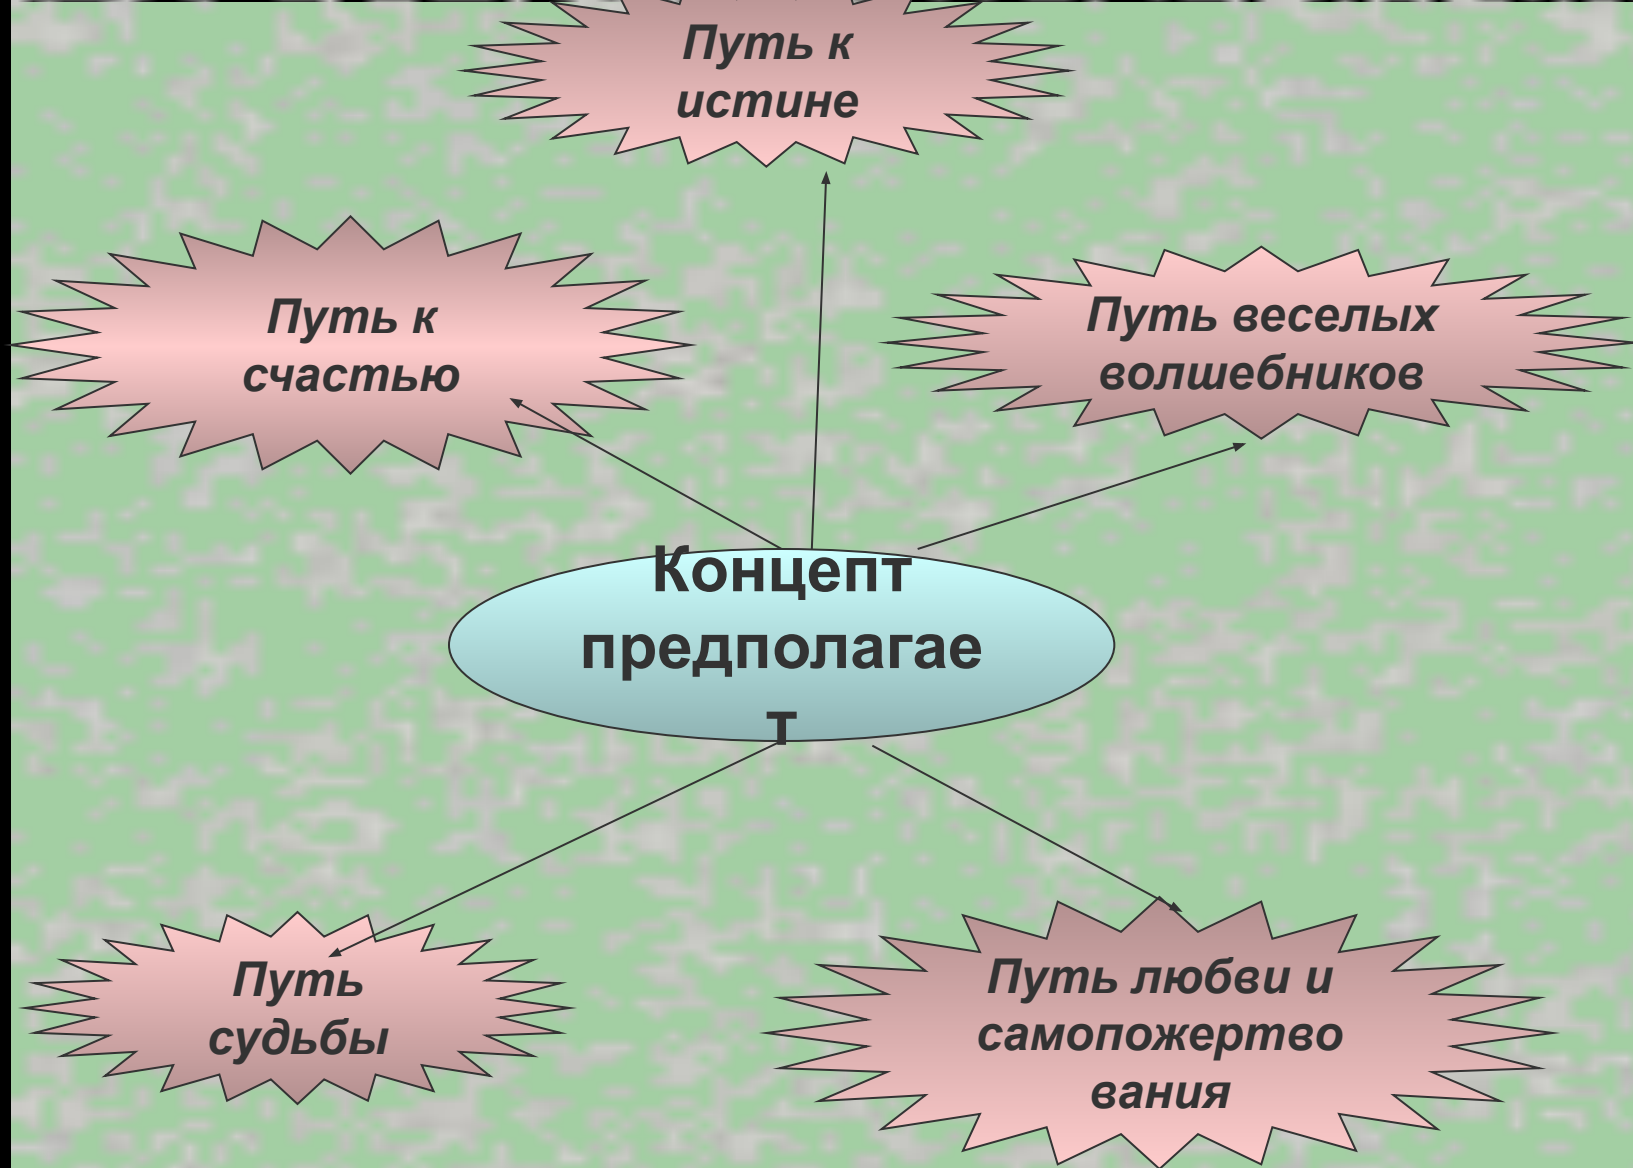 Путь к
истине
Путь к
счастью
Путь веселых
волшебников
Концепт
предполагае
т
Путь
судьбы
Путь любви и
самопожертво
вания